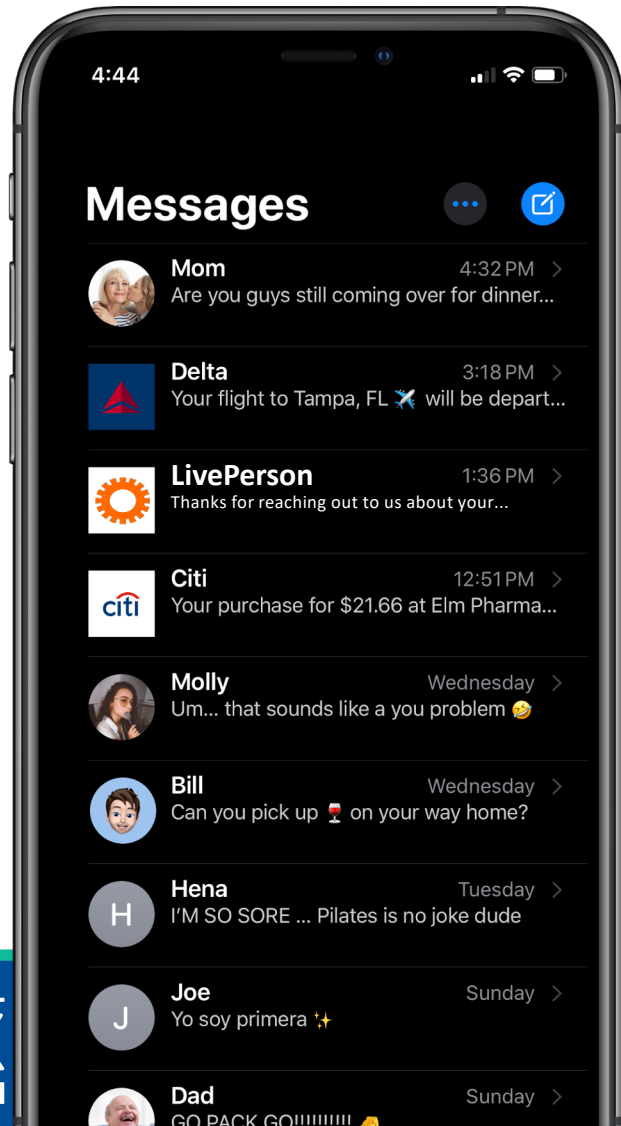 4:44
Messages
Mom 4:32 PM
Are you guys still coming over for dinner...
Delta 3:18 PM
Your flight to Tampa, FL ✈️ will be depart...
LivePerson 1:36 PM
Thanks for reaching out to us about your...
citi
Citi 12:51 PM
Your purchase for $21.66 at Elm Pharma...
Molly Wednesday
Um... that sounds like a you problem 🤣
Bill Wednesday
Can you pick up 🍷 on your way home?
H
Hena Tuesday
I'M SO SORE ... Pilates is no joke dude
J
Joe Sunday
Yo soy primera ✨
Dad Sunday
GO PACK GO!!!!!!!!!! 🧀